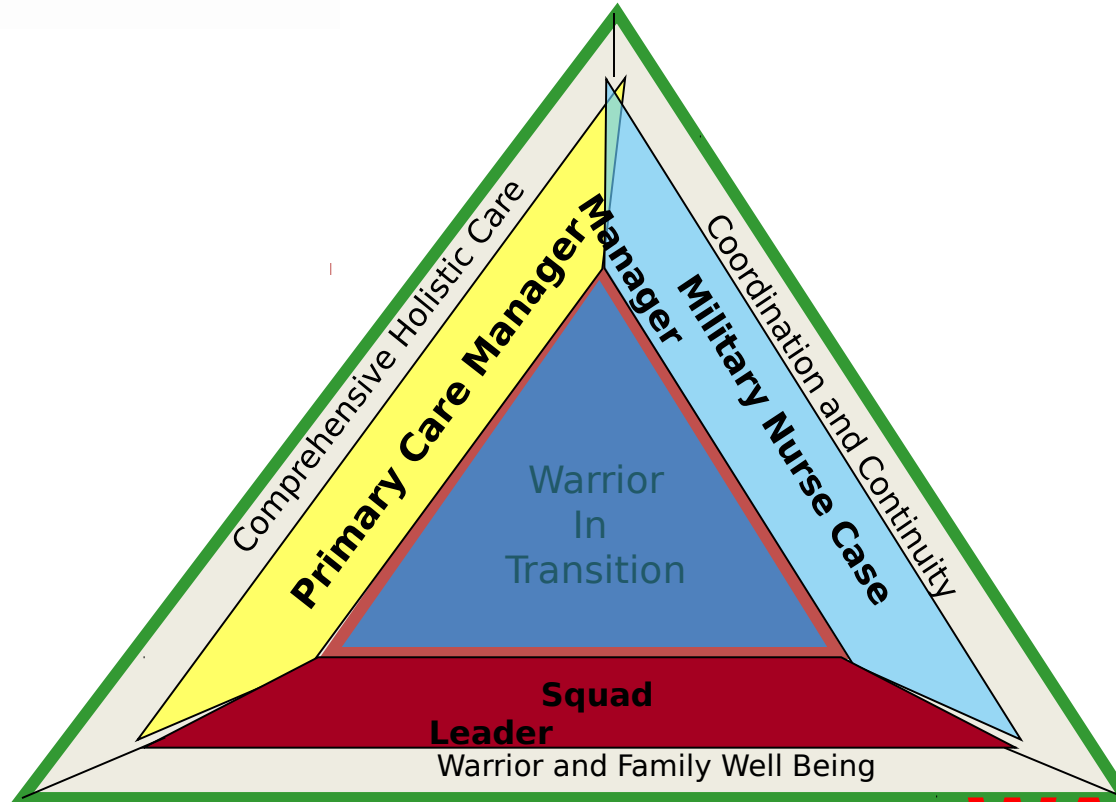 Comprehensive Holistic Care
Primary Care Manager
Coordination and Continuity
Military Nurse Case
Manager
Warrior
In
Transition
Squad
Leader
Warrior and Family Well Being